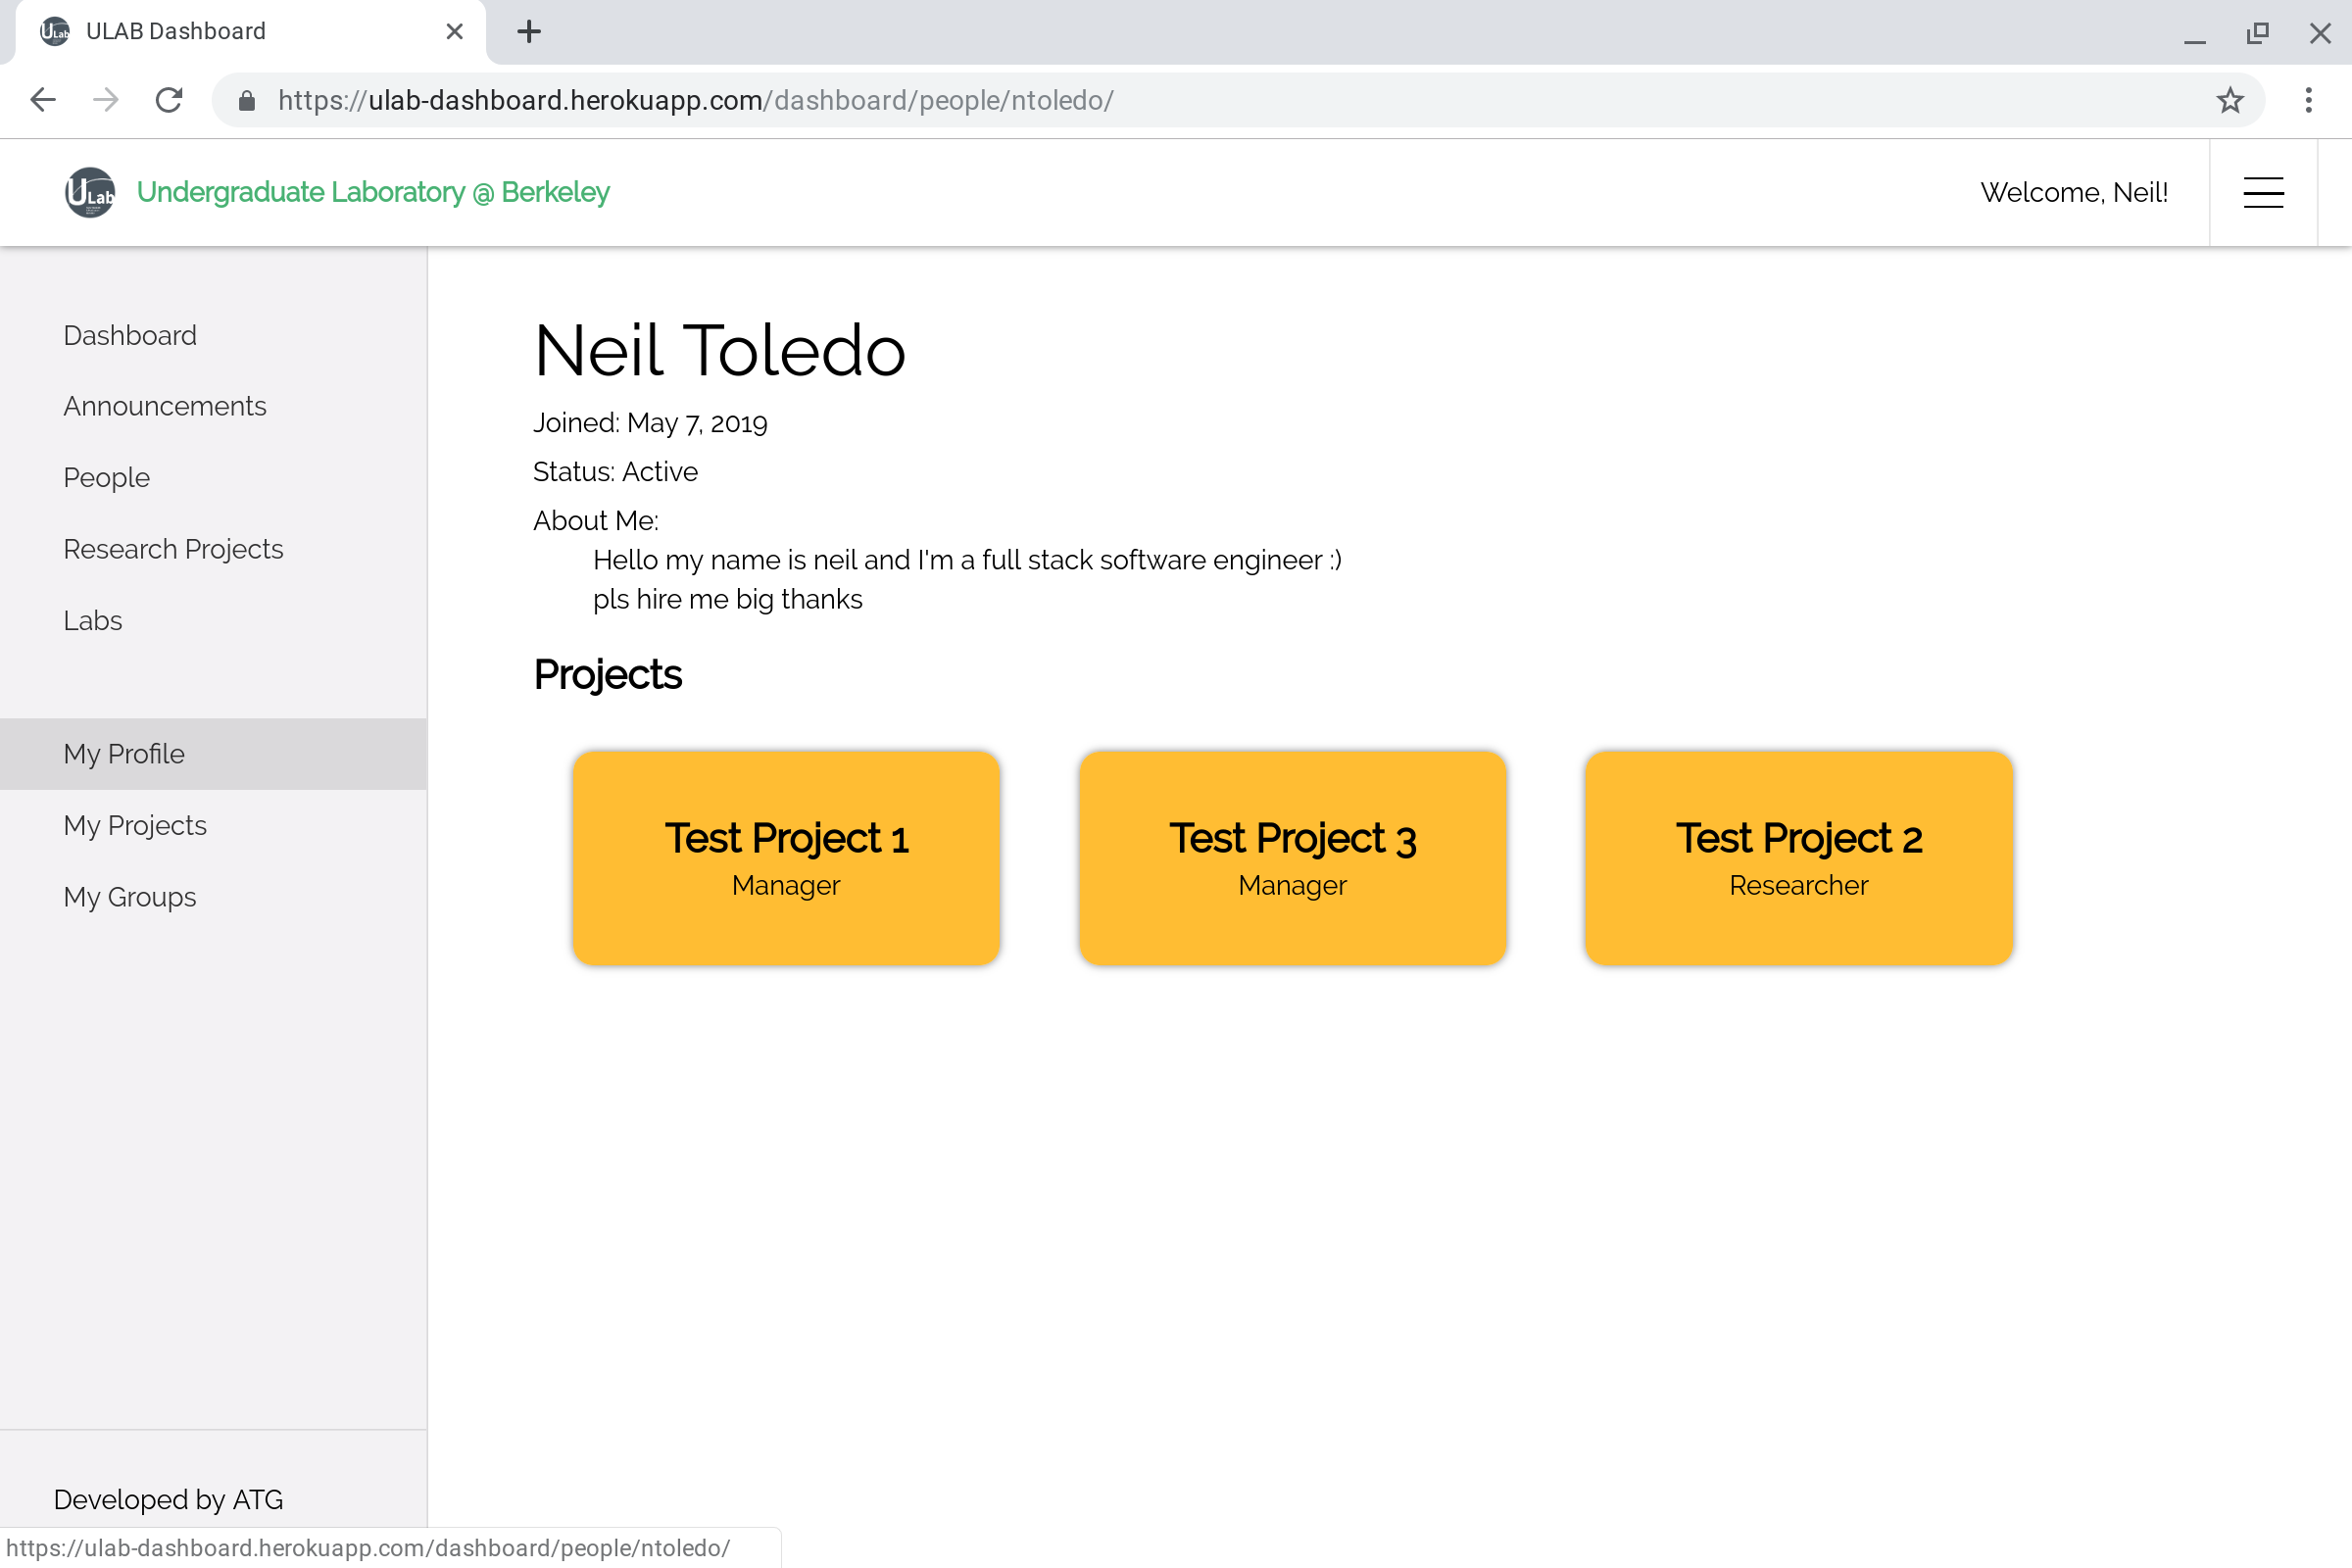 ULAB Dashboard
https://ulab-dashboard.herokuapp.com/dashboard/people/ntoledo/
ULab
Undergraduate Laboratory @ Berkeley
Welcome, Neil!
Dashboard
Announcements
People
Research Projects
Labs
My Profile
My Projects
My Groups
Neil Toledo
Joined: May 7, 2019
Status: Active
About Me:
Hello my name is neil and I'm a full stack software engineer :)
pls hire me big thanks
Projects
Test Project 1
Manager
Test Project 3
Manager
Test Project 2
Researcher
Developed by ATG
https://ulab-dashboard.herokuapp.com/dashboard/people/ntoledo/